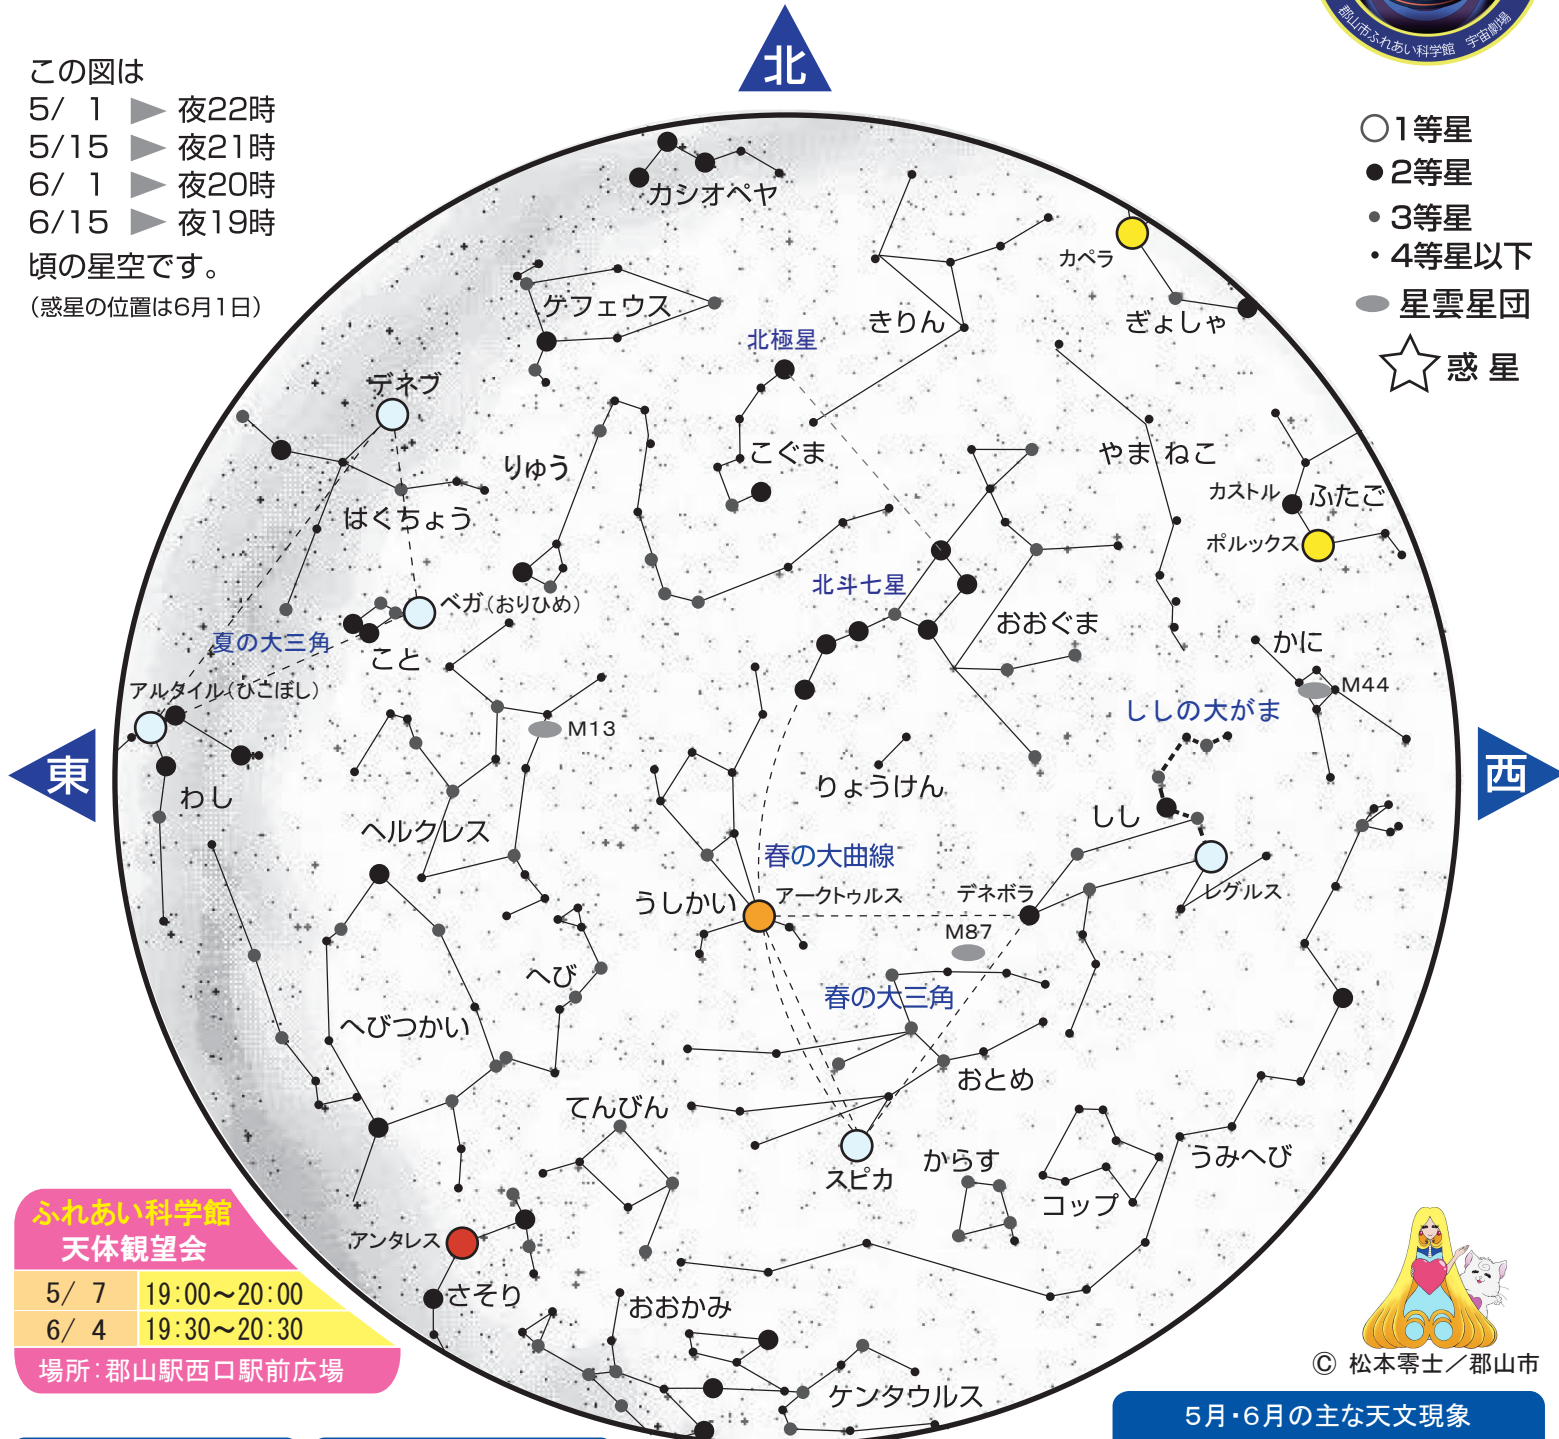 郡山市ふれあい科学館 宇宙劇場
北
この図は
5/ 1 ▶ 夜22時
5/15 ▶ 夜21時
6/ 1 ▶ 夜20時
6/15 ▶ 夜19時
頃の星空です。
(惑星の位置は6月1日)
○1等星
●2等星
●3等星
・4等星以下
星雲星団
☆惑星
カシオペヤ
カペラ
ケフェウス
きりん
ぎょしゃ
北極星
デネブ
りゅう
こぐま
やまねこ
カストル
ふたご
はくちょう
ポルックス
北斗七星
ベガ(おりひめ)
おおぐま
夏の大三角
こと
かに
アルタイル(ひこぼし)
M44
ししの大がま
M13
東
西
りょうけん
わし
しし
ヘルクレス
春の大曲線
うしかい
アークトゥルス
デネボラ
レグルス
M87
へび
春の大三角
へびつかい
おとめ
てんびん
うみへび
からす
スピカ
コップ
アンタレス
さそり
おおかみ
ケンタウルス
ふれあい科学館
天体観望会
5/ 7 19:00〜20:00
6/ 4 19:30〜20:30
場所:郡山駅西口駅前広場
© 松本零士/郡山市
5月・6月の主な天文現象